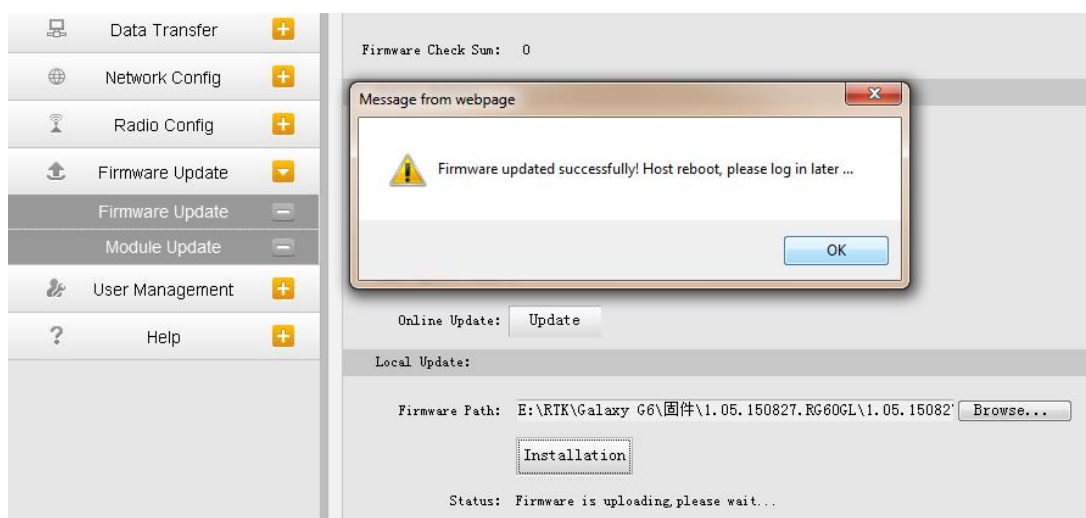 Data Transfer
Network Config
Radio Config
Firmware Update
Firmware Update
Module Update
User Management
? Help
Firmware Check Sum: 0
Message from webpage
Firmware updated successfully! Host reboot, please log in later ...
OK
Online Update: Update
Local Update:
Firmware Path: E:\RTK\Galaxy G6\固件\1.05.150827.RG60GL\1.05.15082 Browse...
Installation
Status: Firmware is uploading,please wait...